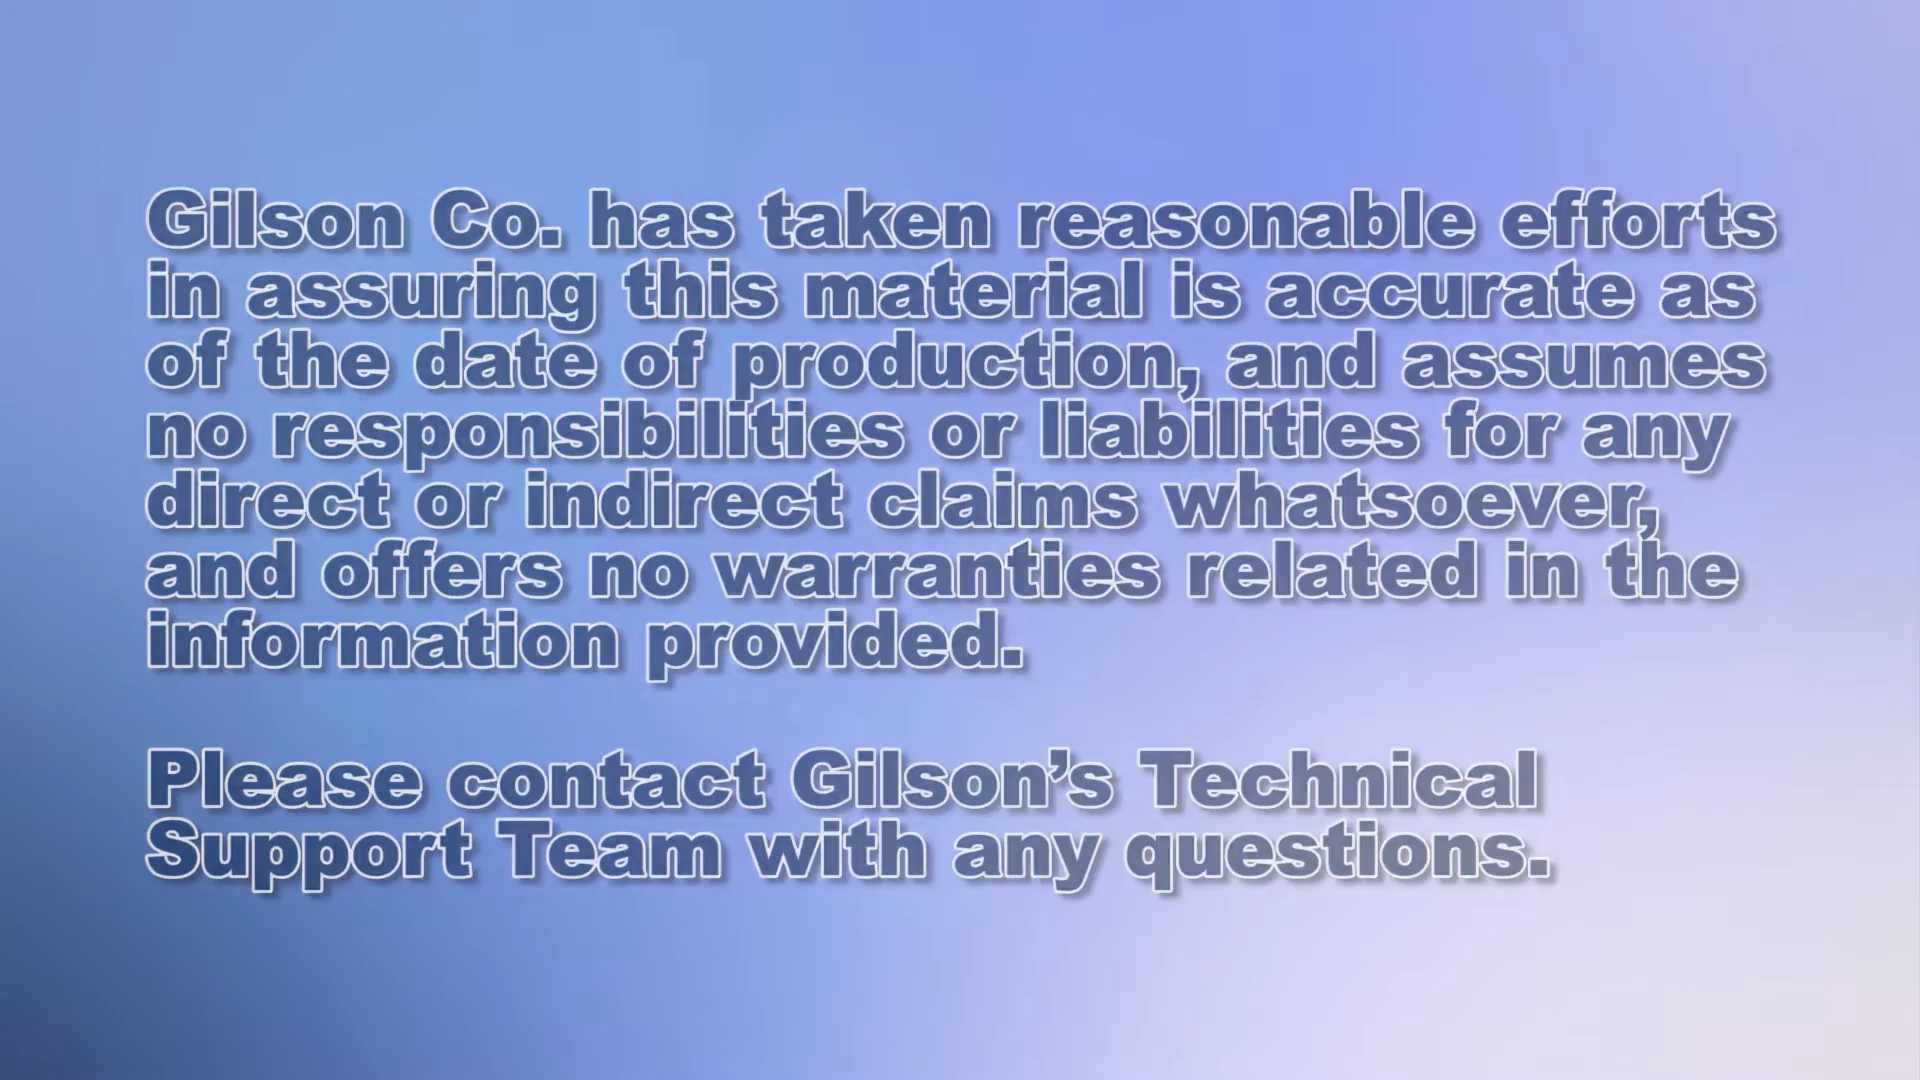 Gilson Co. has taken reasonable efforts
in assuring this material is accurate as
of the date of production, and assumes
no responsibilities or liabilities for any
direct or indirect claims whatsoever,
and offers no warranties related in the
information provided.
Please contact Gilson’s Technical
Support Team with any questions.